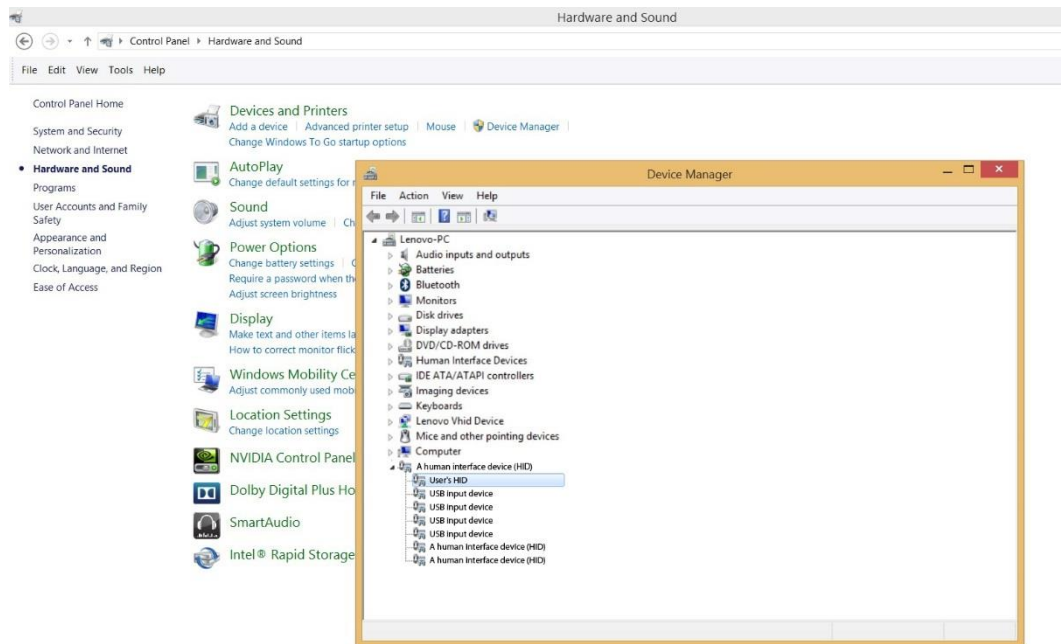 Hardware and Sound
Control Panel Hardware and Sound
File Edit View Tools Help
Control Panel Home
System and Security
Network and Internet
Hardware and Sound
Programs
User Accounts and Family
Safety
Appearance and
Personalization
Clock, Language, and Region
Ease of Access
Devices and Printers
Add a device Advanced printer setup Mouse Device Manager
Change Windows To Go startup options
AutoPlay
Change default settings for
Sound
Adjust system volume
Power Options
Change battery settings
Require a password when
Adjust screen brightness
Display
Make text and other items
How to correct monitor
Windows Mobility
Adjust commonly used
Location Settings
Change location settings
NVIDIA Control Panel
Dolby Digital Plus
SmartAudio
Intel® Rapid Storage
Device Manager
File Action View Help
Lenovo-PC
Audio inputs and outputs
Batteries
Bluetooth
Monitors
Disk drives
Display adapters
DVD/CD-ROM drives
Human Interface Devices
IDE ATA/ATAPI controllers
Imaging devices
Keyboards
Lenovo Vhid Device
Mice and other pointing devices
Computer
A human interface device (HID)
User's HID
USB input device
USB input device
USB input device
USB input device
A human interface device (HID)
A human interface device (HID)